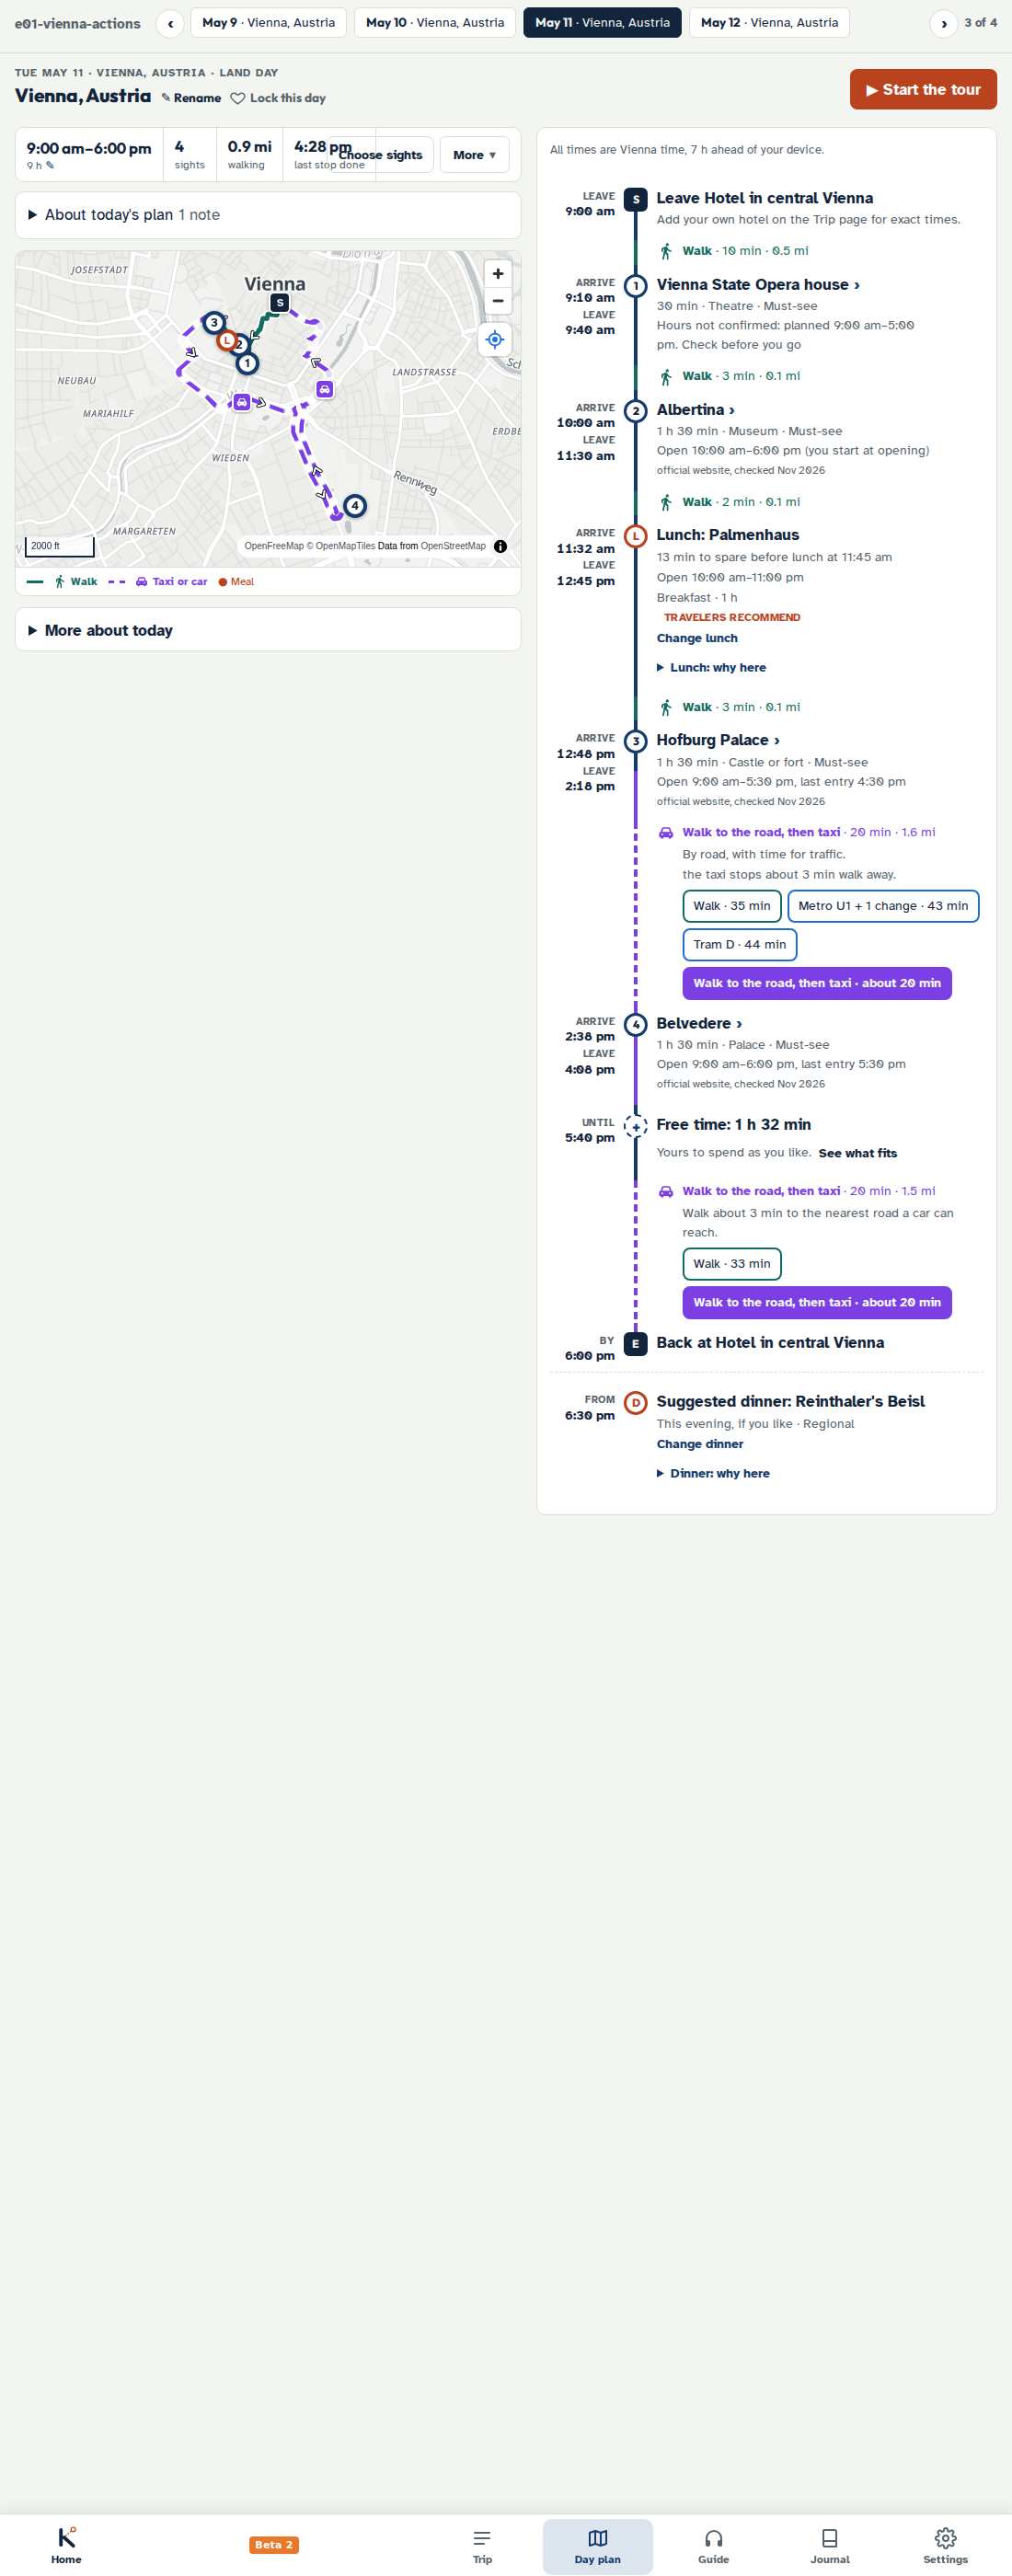 e01-vienna-actions
‹
May 9 · Vienna, Austria
May 10 · Vienna, Austria
May 11 · Vienna, Austria
May 12 · Vienna, Austria
›
3 of 4
TUE MAY 11 · VIENNA, AUSTRIA · LAND DAY
Vienna, Austria ✎ Rename Lock this day
▶ Start the tour
9:00 am–6:00 pm
9 h ✎
4
sights
0.9 mi
walking
4:28 pm
last stop done
Choose sights
More ▾
▶ About today's plan 1 note
JOSEFSTADT
Vienna
S
3
L
2
1
LANDSTRASSE
NEUBAU
MARIAHILF
WIEDEN
Rennweg
4
MARGARETEN
+
−
2000 ft
OpenFreeMap © OpenMapTiles Data from OpenStreetMap
Walk
Taxi or car
Meal
▶ More about today
All times are Vienna time, 7 h ahead of your device.
LEAVE
9:00 am
S
Leave Hotel in central Vienna
Add your own hotel on the Trip page for exact times.
Walk · 10 min · 0.5 mi
ARRIVE
9:10 am
LEAVE
9:40 am
1
Vienna State Opera house ›
30 min · Theatre · Must-see
Hours not confirmed: planned 9:00 am–5:00
pm. Check before you go
Walk · 3 min · 0.1 mi
ARRIVE
10:00 am
LEAVE
11:30 am
2
Albertina ›
1 h 30 min · Museum · Must-see
Open 10:00 am–6:00 pm (you start at opening)
official website, checked Nov 2026
Walk · 2 min · 0.1 mi
ARRIVE
11:32 am
LEAVE
12:45 pm
L
Lunch: Palmenhaus
13 min to spare before lunch at 11:45 am
Open 10:00 am–11:00 pm
Breakfast · 1 h
TRAVELERS RECOMMEND
Change lunch
▶ Lunch: why here
Walk · 3 min · 0.1 mi
ARRIVE
12:48 pm
LEAVE
2:18 pm
3
Hofburg Palace ›
1 h 30 min · Castle or fort · Must-see
Open 9:00 am–5:30 pm, last entry 4:30 pm
official website, checked Nov 2026
Walk to the road, then taxi · 20 min · 1.6 mi
By road, with time for traffic.
the taxi stops about 3 min walk away.
Walk · 35 min
Metro U1 + 1 change · 43 min
Tram D · 44 min
Walk to the road, then taxi · about 20 min
ARRIVE
2:38 pm
LEAVE
4:08 pm
4
Belvedere ›
1 h 30 min · Palace · Must-see
Open 9:00 am–6:00 pm, last entry 5:30 pm
official website, checked Nov 2026
UNTIL
5:40 pm
+
Free time: 1 h 32 min
Yours to spend as you like. See what fits
Walk to the road, then taxi · 20 min · 1.5 mi
Walk about 3 min to the nearest road a car can
reach.
Walk · 33 min
Walk to the road, then taxi · about 20 min
BY
6:00 pm
E
Back at Hotel in central Vienna
FROM
6:30 pm
D
Suggested dinner: Reinthaler's Beisl
This evening, if you like · Regional
Change dinner
▶ Dinner: why here
Home
Beta 2
Trip
Day plan
Guide
Journal
Settings